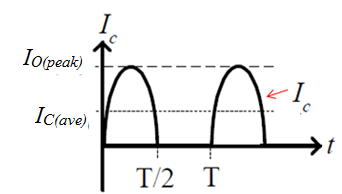 I_c
I_O(peak)
I_c
I_C(ave)
t
T/2
T